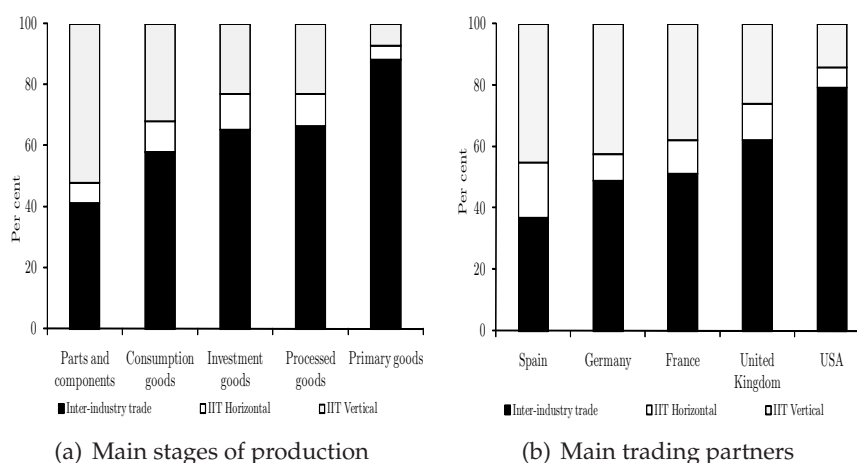 100
80
60
40
20
0
Per cent
Parts and components
Consumption goods
Investment goods
Processed goods
Primary goods
Inter-industry trade IIT Horizontal IIT Vertical
(a) Main stages of production
100
80
60
40
20
0
Per cent
Spain
Germany
France
United Kingdom
USA
Inter-industry trade IIT Horizontal IIT Vertical
(b) Main trading partners